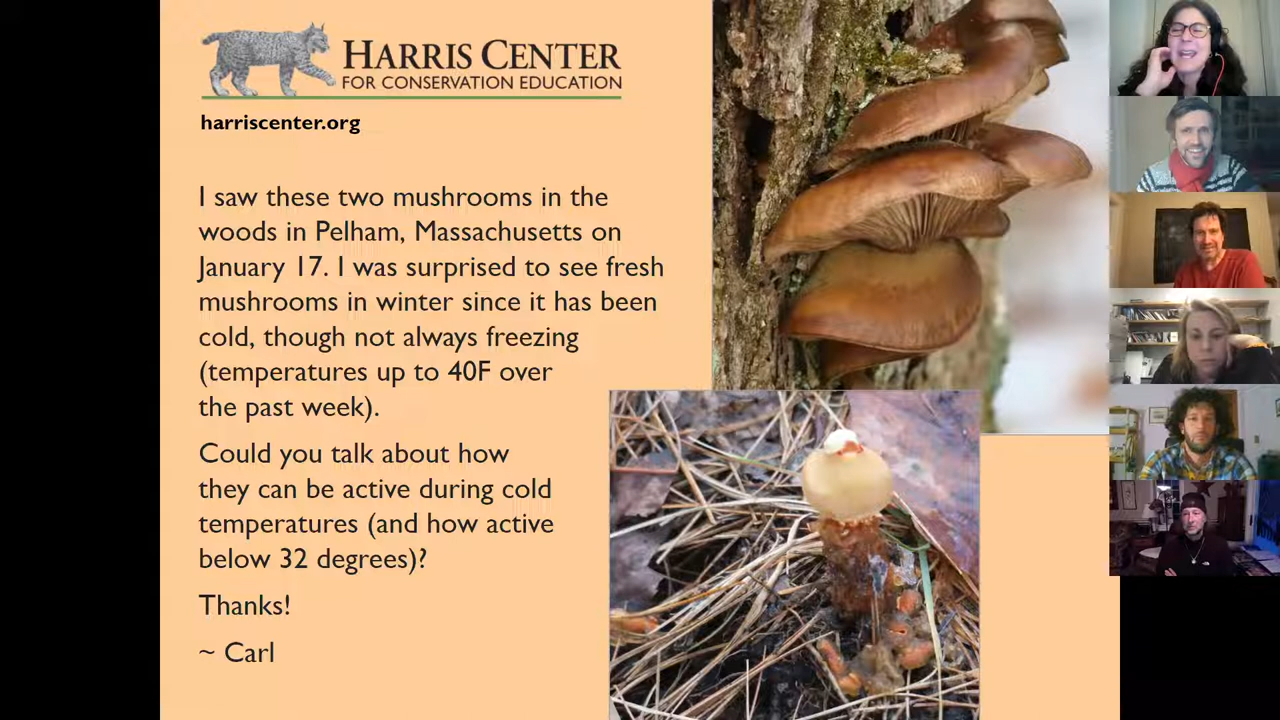 HARRIS CENTER
FOR CONSERVATION EDUCATION
harriscenter.org
I saw these two mushrooms in the
woods in Pelham, Massachusetts on
January 17. I was surprised to see fresh
mushrooms in winter since it has been
cold, though not always freezing
(temperatures up to 40F over
the past week).
Could you talk about how
they can be active during cold
temperatures (and how active
below 32 degrees)?
Thanks!
~ Carl